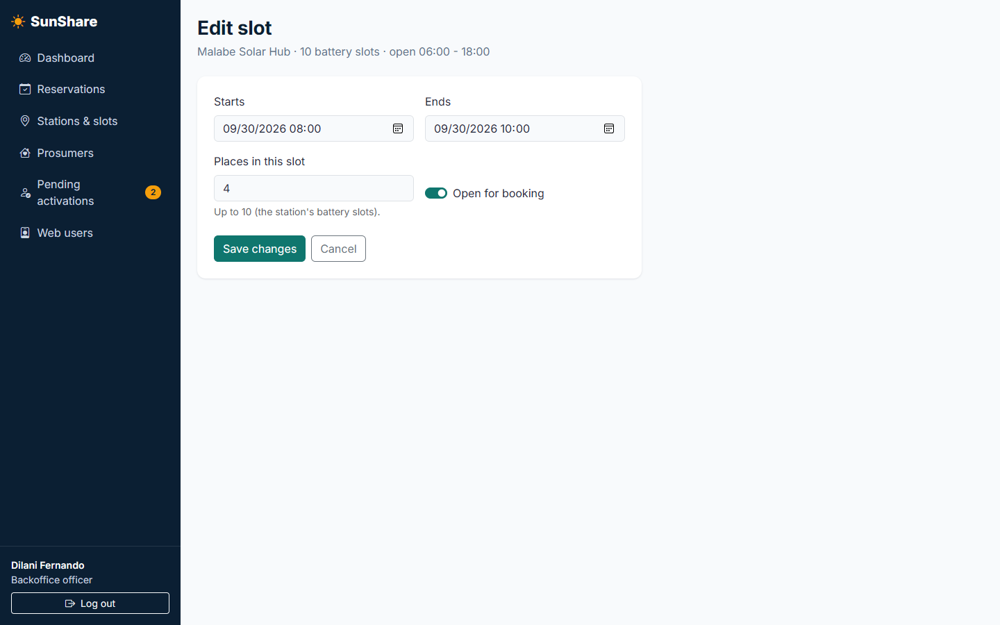 SunShare
Dashboard
Reservations
Stations & slots
Prosumers
Pending
activations
2
Web users
Dilani Fernando
Backoffice officer
Log out
Edit slot
Malabe Solar Hub · 10 battery slots · open 06:00 - 18:00
Starts
09/30/2026 08:00
Ends
09/30/2026 10:00
Places in this slot
4
Up to 10 (the station's battery slots).
Open for booking
Save changes
Cancel